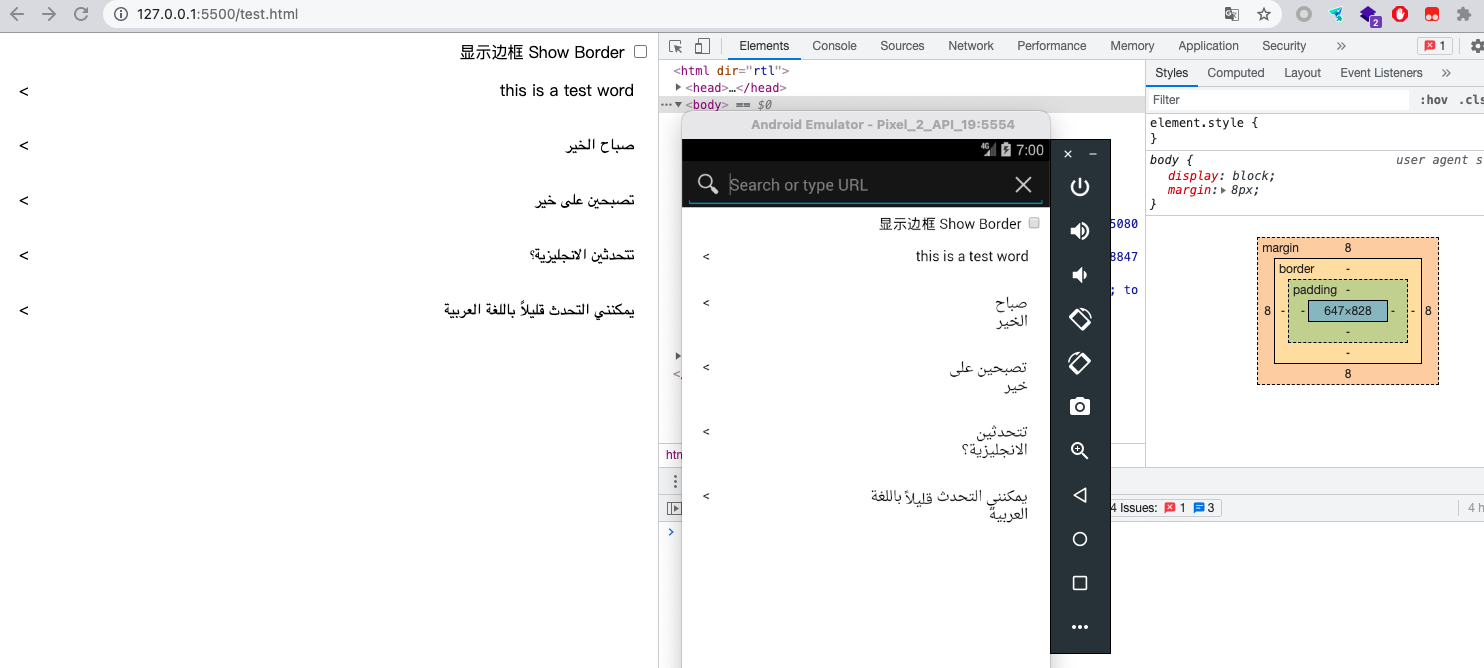 127.0.0.1:5500/test.html
2
显示边框 Show Border
this is a test word
<
صباح الخير
<
تصبحين على خير
<
تتحدثين الانجليزية؟
<
يمكنني التحدث قليلاً باللغة العربية
<
Elements Console Sources Network Performance Memory Application Security » 1
<html dir="rtl">
<head>…</head>
<body> == $0
Android Emulator - Pixel_2_API_19:5554
4G 7:00
Search or type URL
显示边框 Show Border
this is a test word
<
صباح
الخير
<
تصبحين على
خير
<
تتحدثين
الانجليزية؟
<
يمكنني التحدث قليلاً باللغة
العربية
<
5080
8847
; to
</
htm
4 Issues: 1 3
4 h
>
Styles Computed Layout Event Listeners »
Filter :hov .cls
element.style {
}
body { user agent s
display: block;
margin: 8px;
}
margin 8
border -
padding -
8 - - 647×828 - - 8
-
-
8